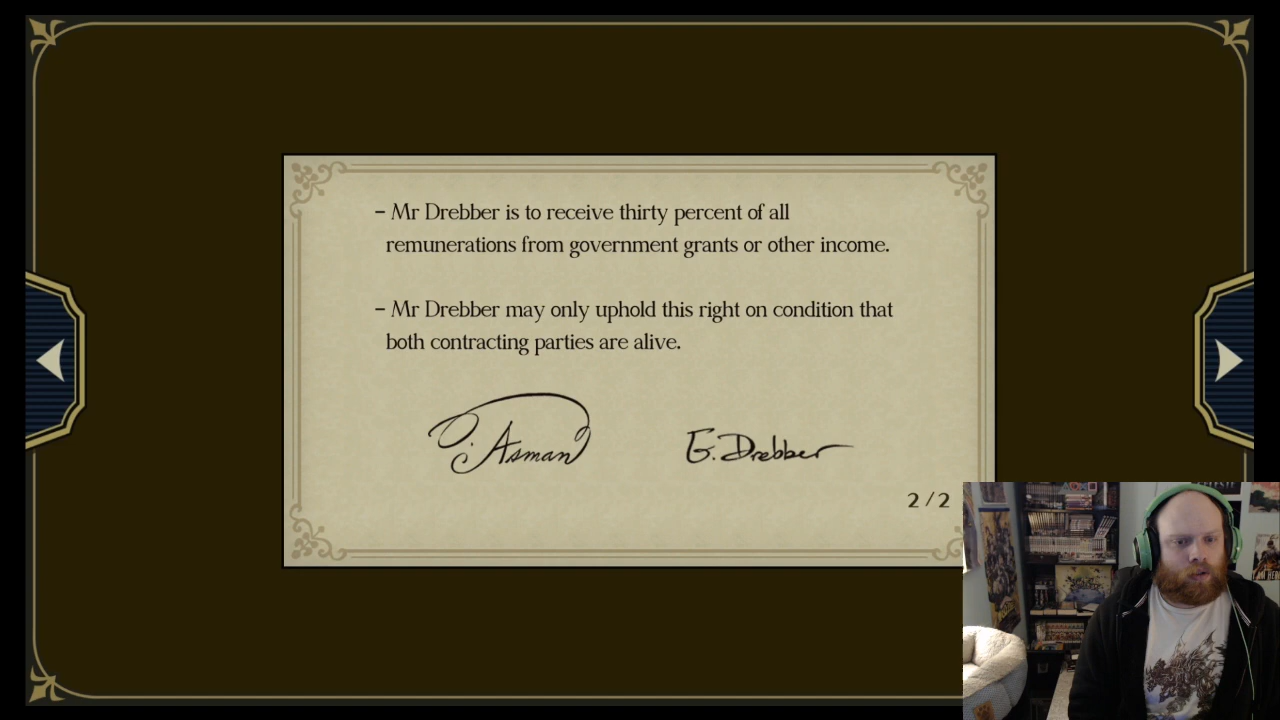 – Mr Drebber is to receive thirty percent of all
remunerations from government grants or other income.
– Mr Drebber may only uphold this right on condition that
both contracting parties are alive.
Asman
E. Drebber
2/2